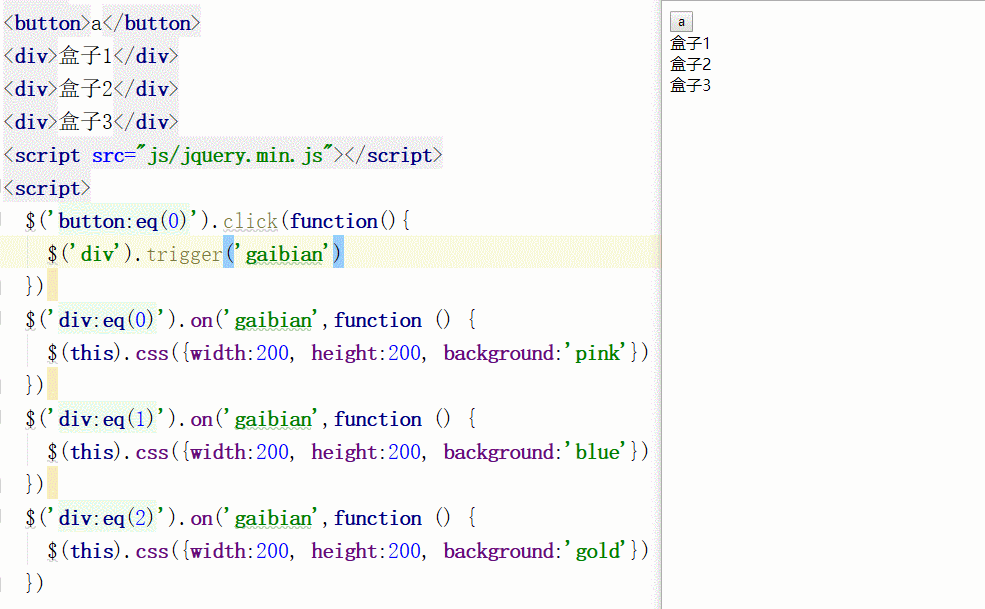 <button>a</button>
<div>盒子1</div>
<div>盒子2</div>
<div>盒子3</div>
<script src="js/jquery.min.js"></script>
<script>
$('button:eq(0)').click(function(){
$('div').trigger('gaibian')
})
$('div:eq(0)').on('gaibian',function () {
$(this).css({width:200, height:200, background:'pink'})
})
$('div:eq(1)').on('gaibian',function () {
$(this).css({width:200, height:200, background:'blue'})
})
$('div:eq(2)').on('gaibian',function () {
$(this).css({width:200, height:200, background:'gold'})
})
a
盒子1
盒子2
盒子3